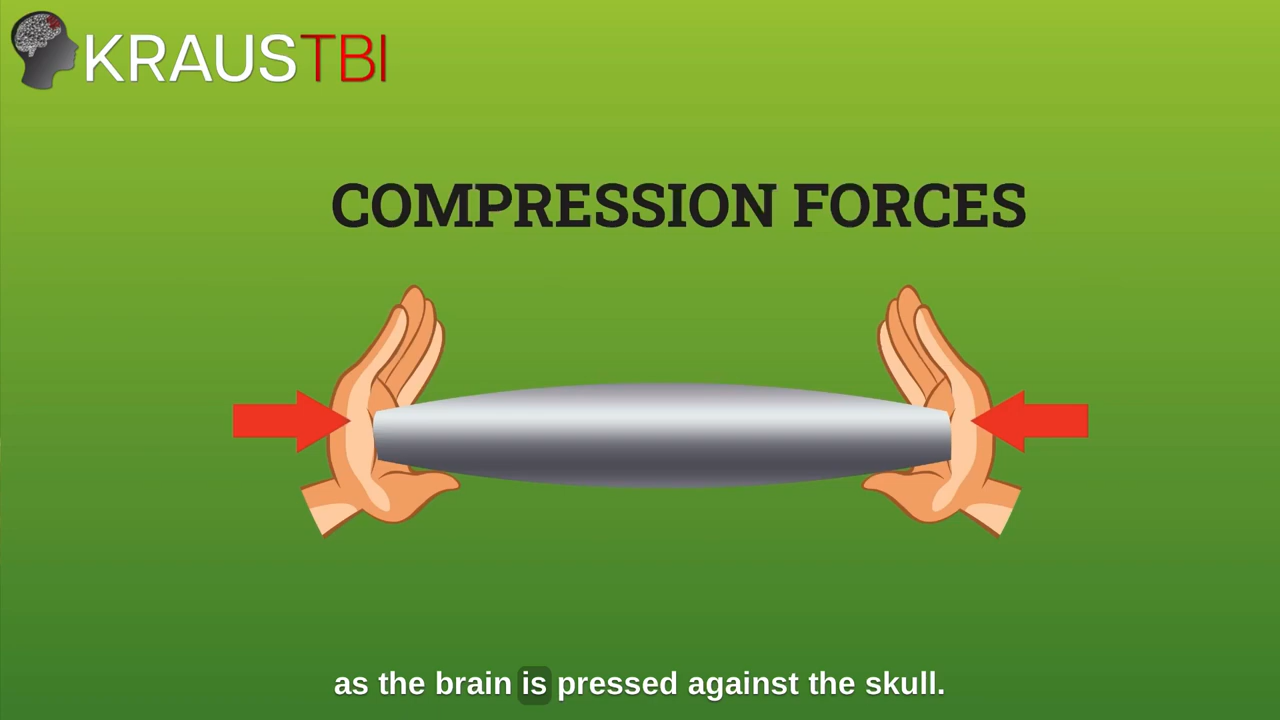 KRAUSTBI
COMPRESSION FORCES
as the brain is pressed against the skull.